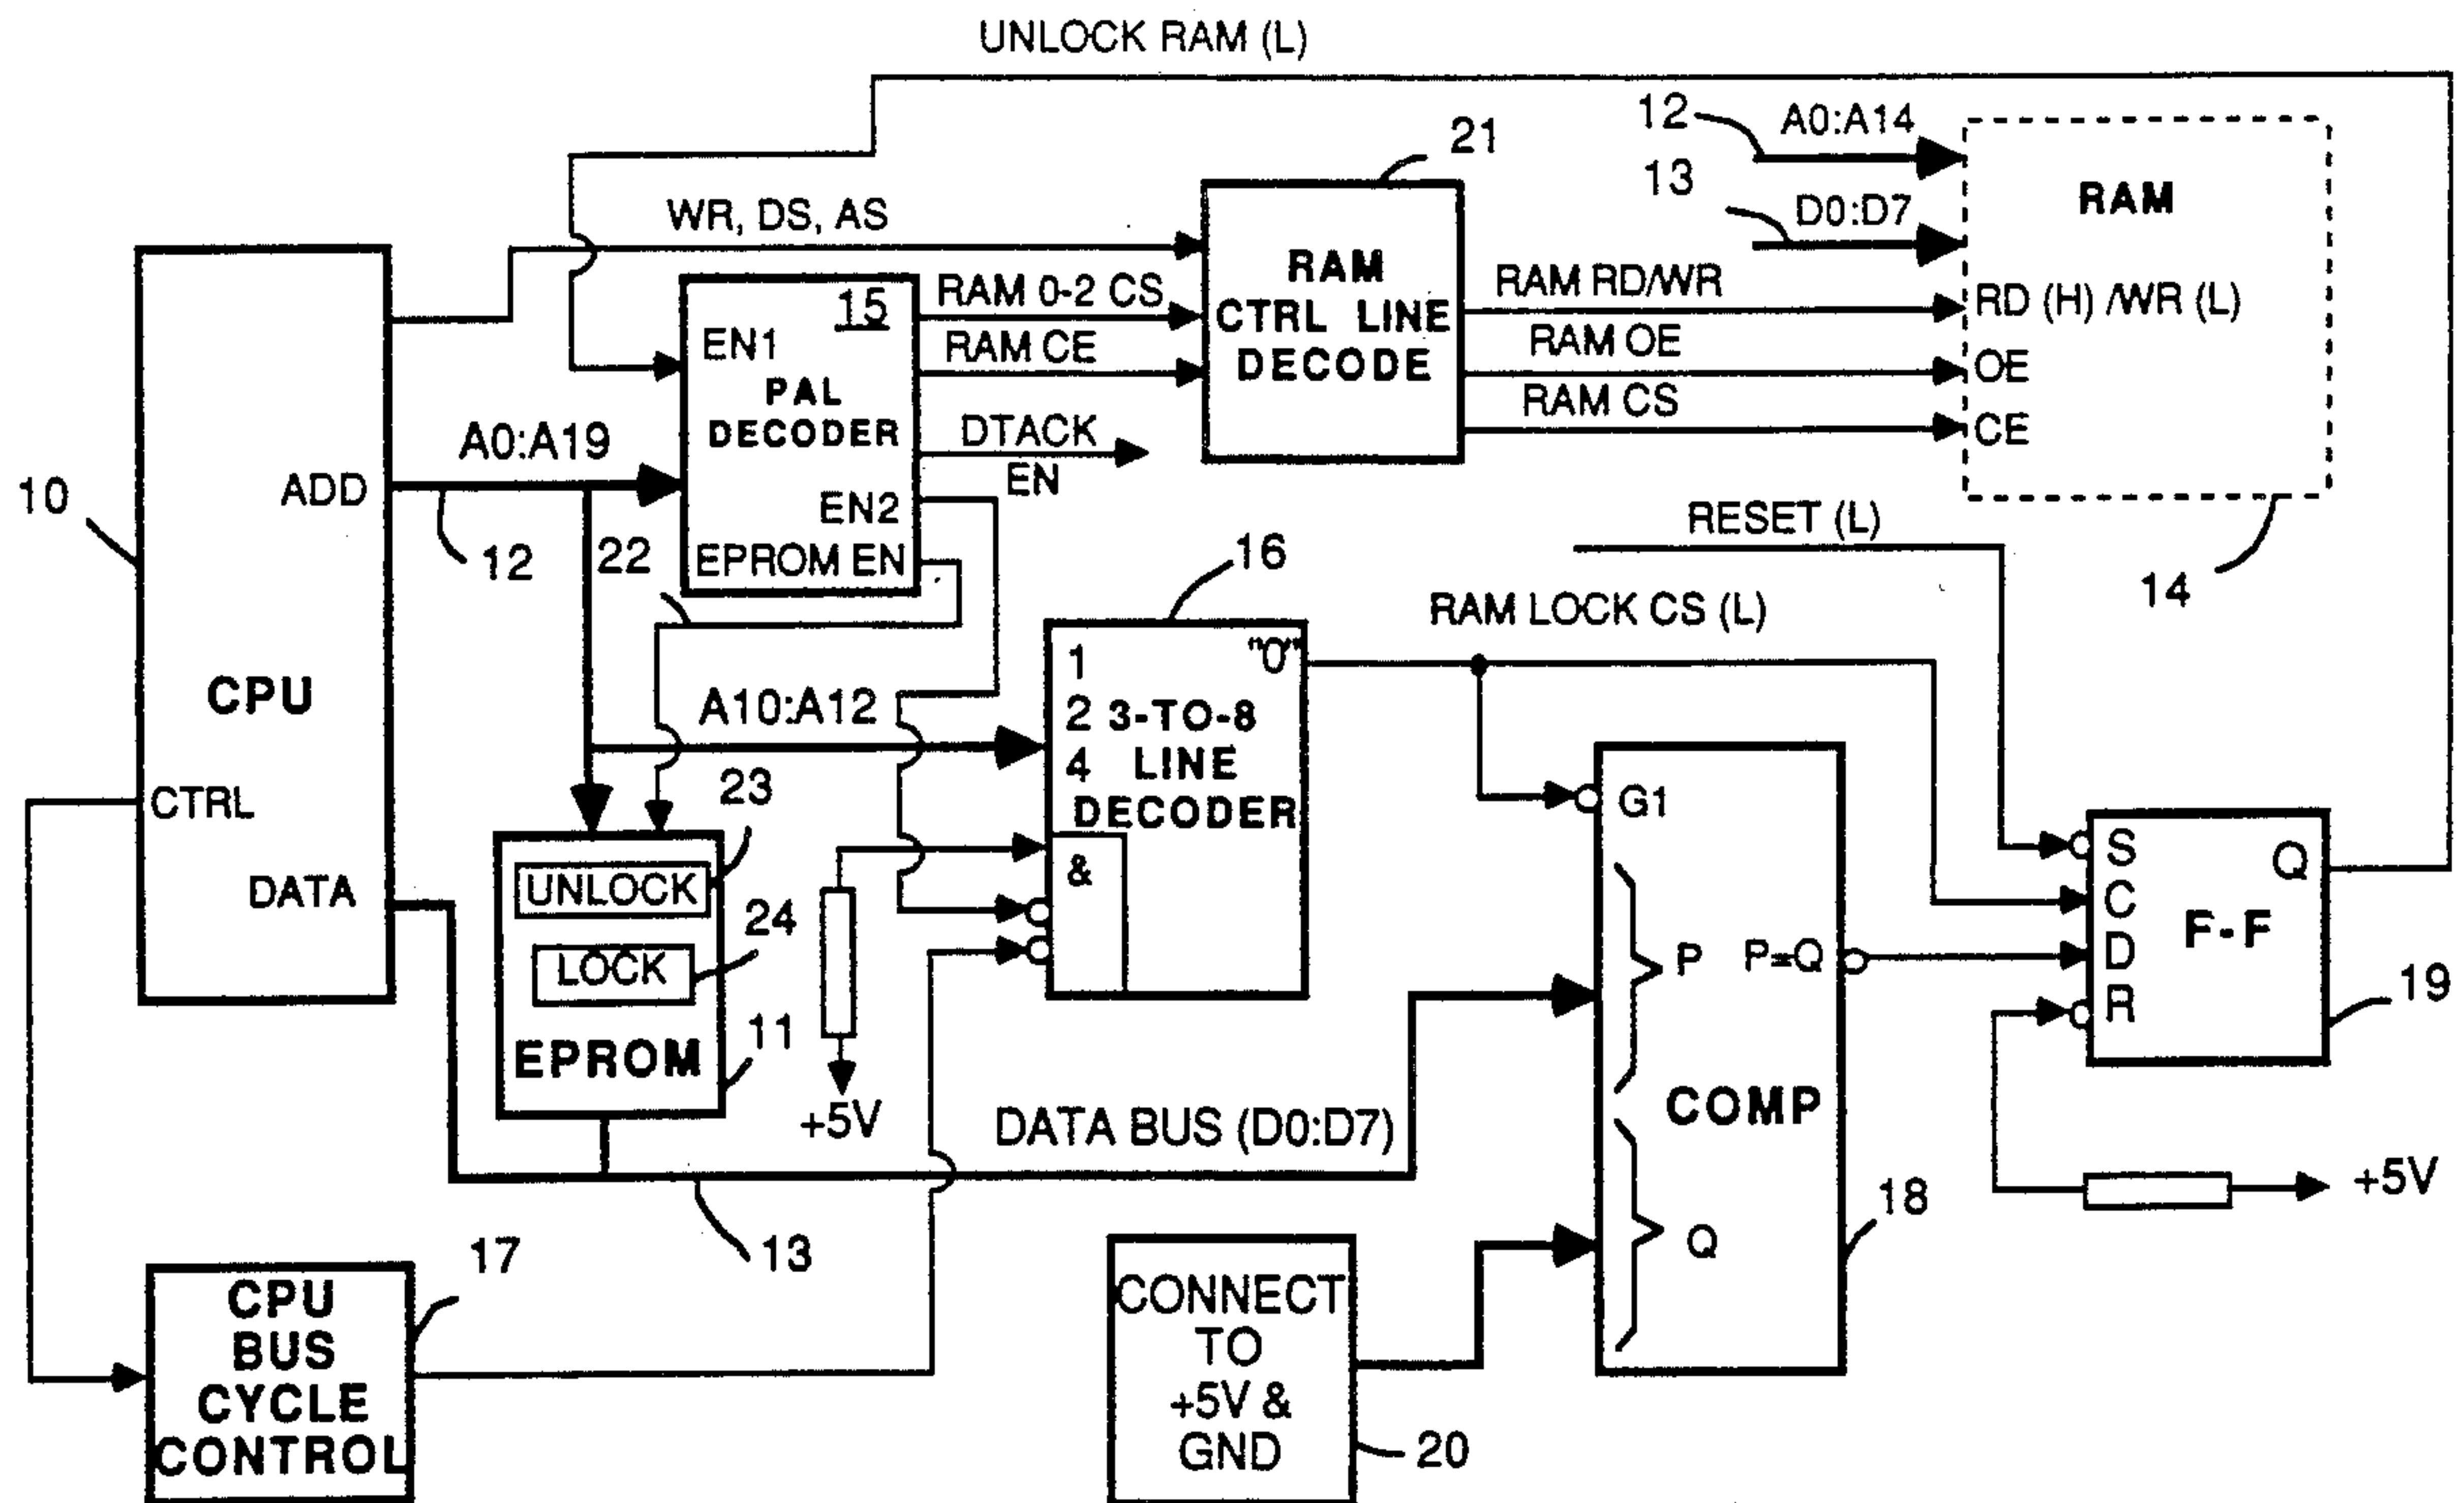 UNLOCK RAM (L)
12
A0:A14
13
D0:D7
RAM
RD (H) /WR (L)
OE
CE
14
21
WR, DS, AS
RAM
CTRL LINE
DECODE
RAM RD/WR
RAM OE
RAM CS
15
EN1
PAL
DECODER
EN2
EPROM EN
RAM 0-2 CS
RAM CE
DTACK
EN
10
A0:A19
ADD
12
22
CPU
CTRL
DATA
RESET (L)
16
RAM LOCK CS (L)
1
"0"
2 3-TO-8
4 LINE
DECODER
&
A10:A12
23
UNLOCK
24
LOCK
EPROM
11
+5V
G1
P
P=Q
COMP
Q
18
S
C
D
R
Q
F-F
19
+5V
DATA BUS (D0:D7)
13
17
CPU
BUS
CYCLE
CONTROL
CONNECT
TO
+5V &
GND
20